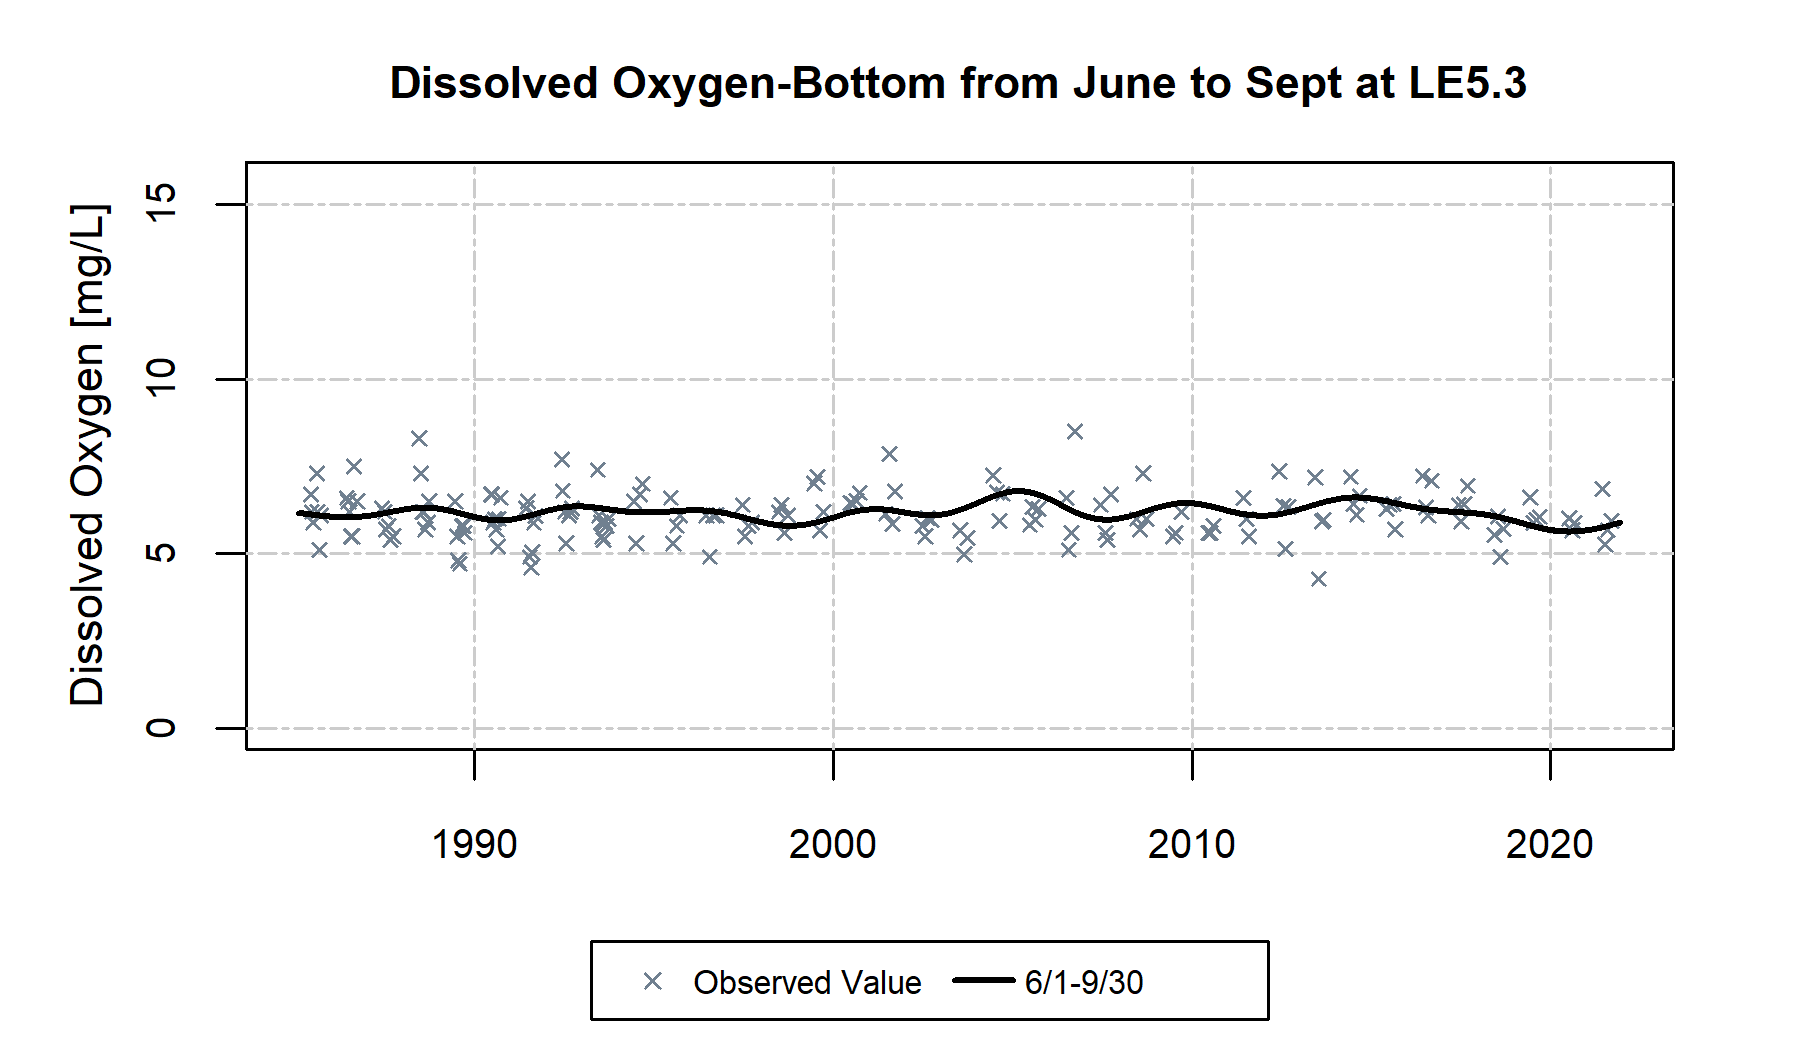 Dissolved Oxygen-Bottom from June to Sept at LE5.3
Dissolved Oxygen [mg/L]
15
10
5
0
1990 2000 2010 2020
Observed Value 6/1-9/30